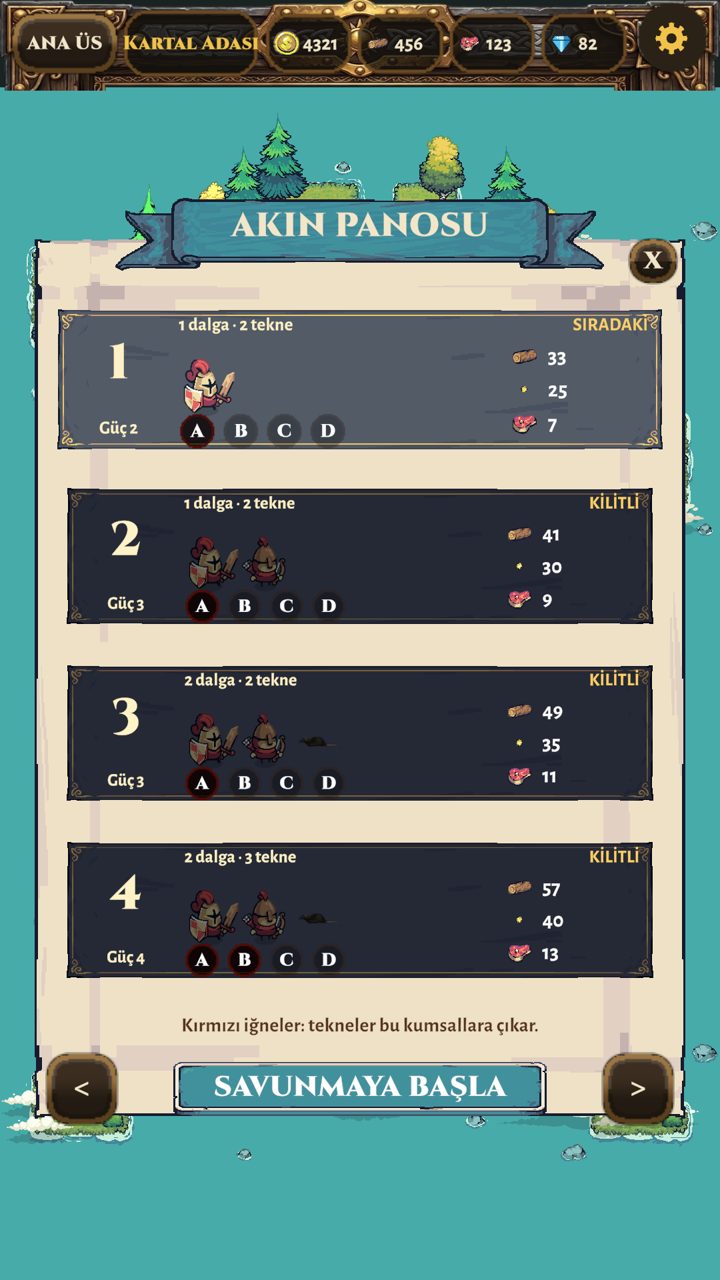 ANA ÜS KARTAL ADASI 4321 456 123 82
AKIN PANOSU
X
1 dalga · 2 tekne SIRADAKİ
1
33
25
7
Güç 2 A B C D
1 dalga · 2 tekne KİLİTLİ
2
41
30
9
Güç 3 A B C D
2 dalga · 2 tekne KİLİTLİ
3
49
35
11
Güç 3 A B C D
2 dalga · 3 tekne KİLİTLİ
4
57
40
13
Güç 4 A B C D
Kırmızı iğneler: tekneler bu kumsallara çıkar.
< SAVUNMAYA BAŞLA >